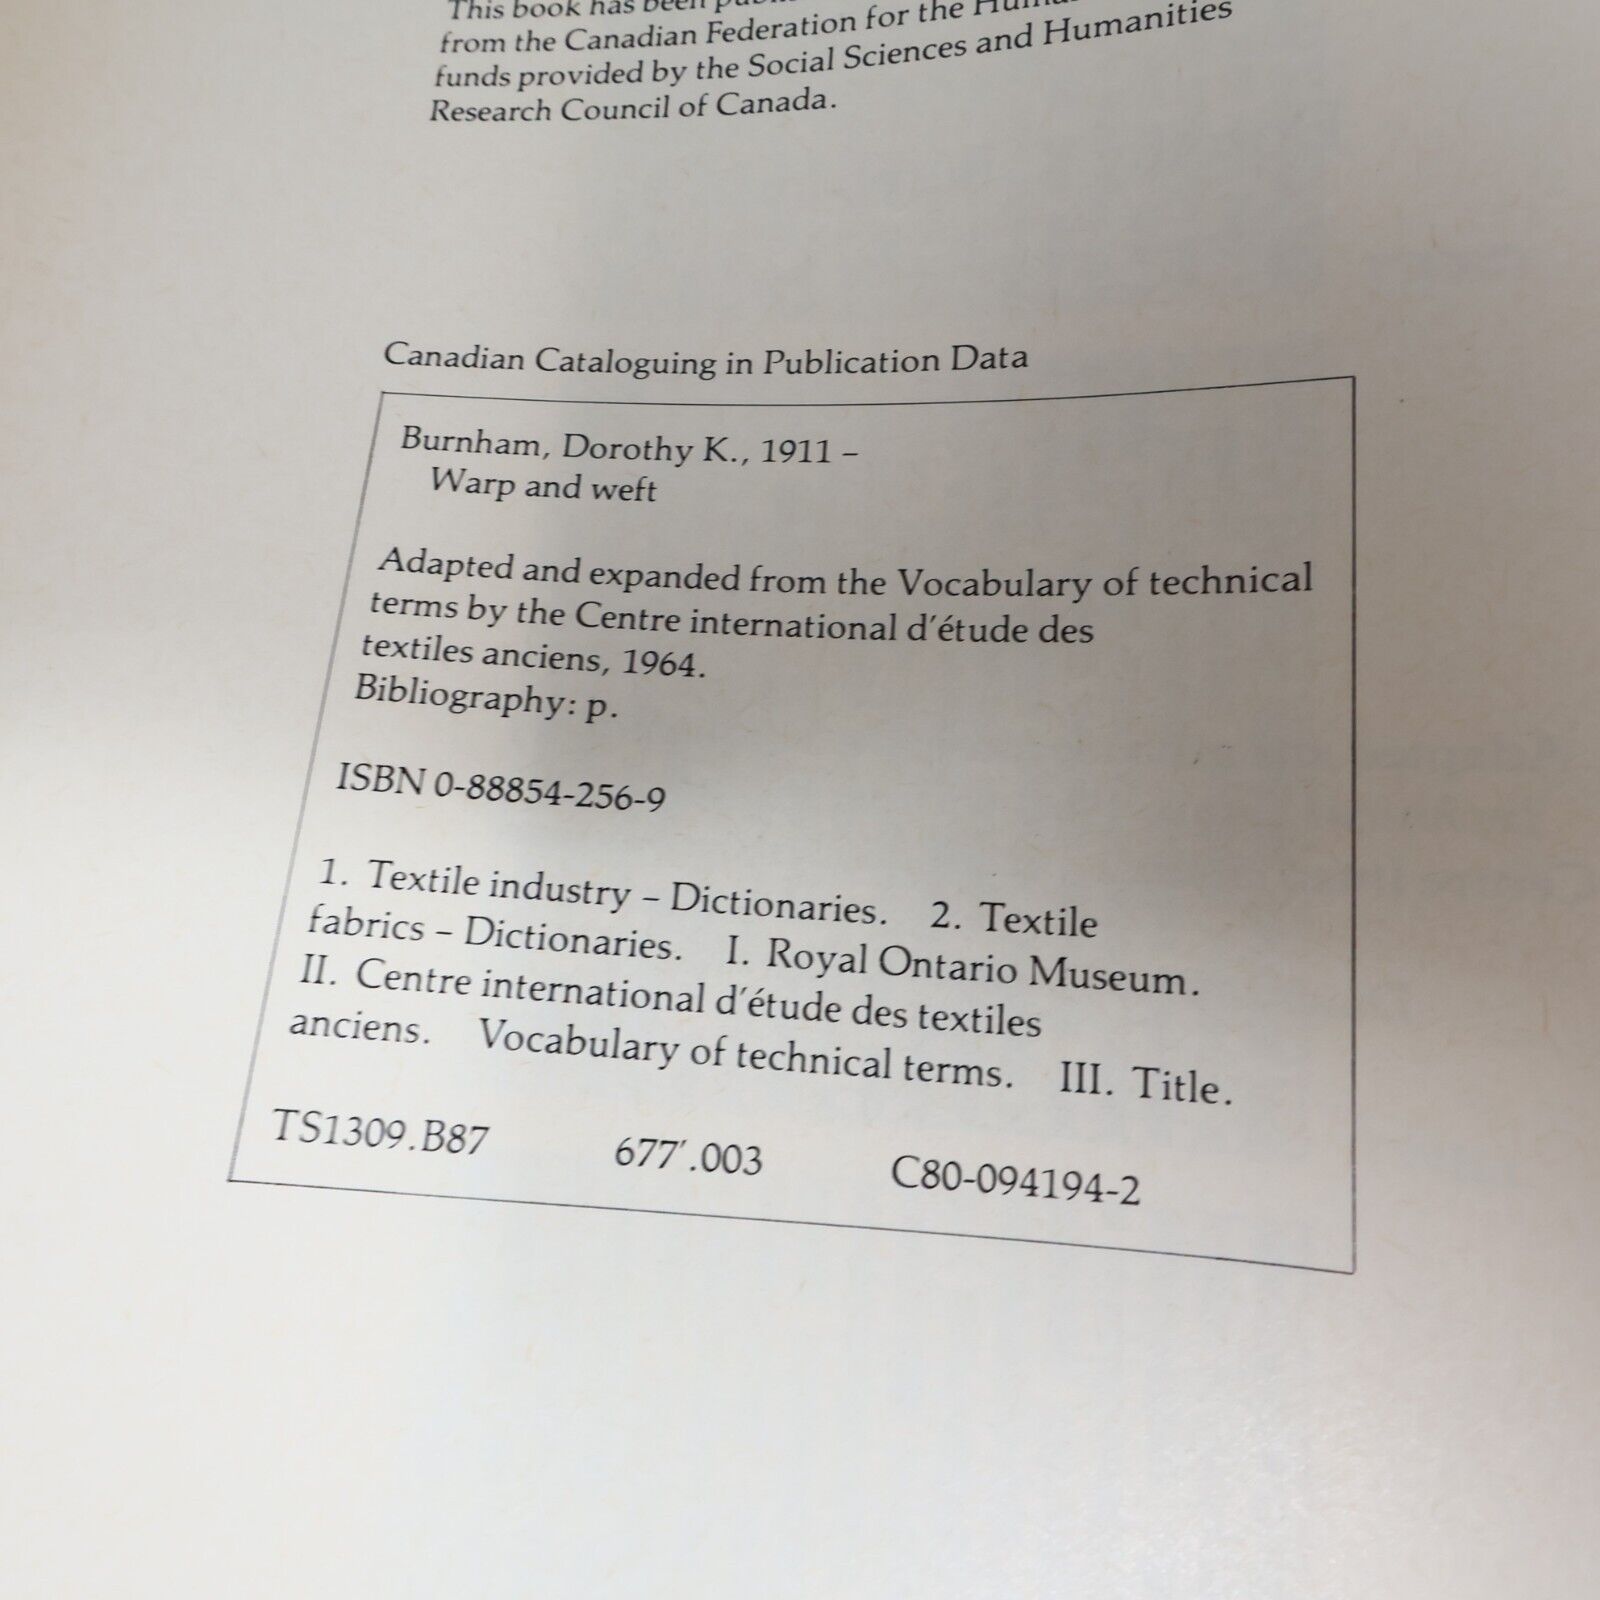 This book has been
from the Canadian Federation for the
funds provided by the Social Sciences and Humanities
Research Council of Canada.
Canadian Cataloguing in Publication Data
Burnham, Dorothy K., 1911 –
Warp and weft
Adapted and expanded from the Vocabulary of technical
terms by the Centre international d'étude des
textiles anciens, 1964.
Bibliography: p.
ISBN 0-88854-256-9
1. Textile industry – Dictionaries. 2. Textile
fabrics – Dictionaries. I. Royal Ontario Museum.
II. Centre international d'étude des textiles
anciens. Vocabulary of technical terms. III. Title.
TS1309.B87 677'.003 C80-094194-2